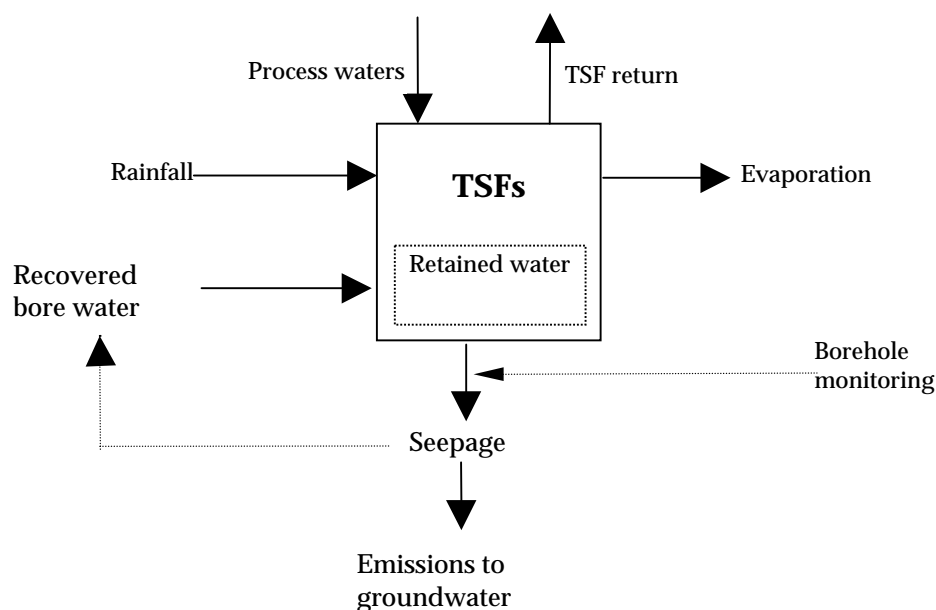 Process waters
TSF return
Rainfall
TSFs
Evaporation
Retained water
Recovered
bore water
Borehole
monitoring
Seepage
Emissions to
groundwater